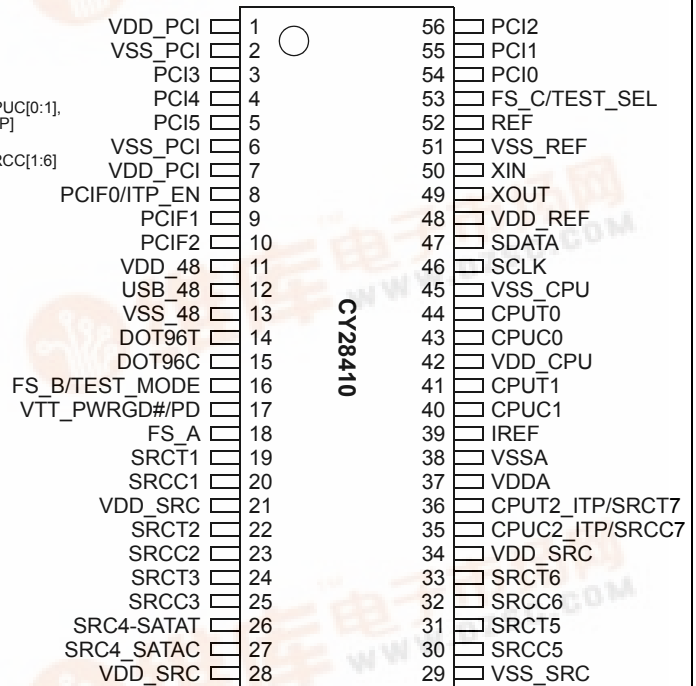 VDD_PCI 1 56 PCI2
VSS_PCI 2 55 PCI1
PCI3 3 54 PCI0
PUC[0:1], PCI4 4 53 FS_C/TEST_SEL
P] PCI5 5 52 REF
VSS_PCI 6 51 VSS_REF
RCC[1:6] VDD_PCI 7 50 XIN
PCIF0/ITP_EN 8 49 XOUT
PCIF1 9 48 VDD_REF
PCIF2 10 47 SDATA
VDD_48 11 46 SCLK
USB_48 12 45 VSS_CPU
VSS_48 13 44 CPUT0
DOT96T 14 43 CPUC0
DOT96C 15 42 VDD_CPU
FS_B/TEST_MODE 16 41 CPUT1
VTT_PWRGD#/PD 17 40 CPUC1
FS_A 18 39 IREF
SRCT1 19 38 VSSA
SRCC1 20 37 VDDA
VDD_SRC 21 36 CPUT2_ITP/SRCT7
SRCT2 22 35 CPUC2_ITP/SRCC7
SRCC2 23 34 VDD_SRC
SRCT3 24 33 SRCT6
SRCC3 25 32 SRCC6
SRC4-SATAT 26 31 SRCT5
SRC4_SATAC 27 30 SRCC5
VDD_SRC 28 29 VSS_SRC
CY28410